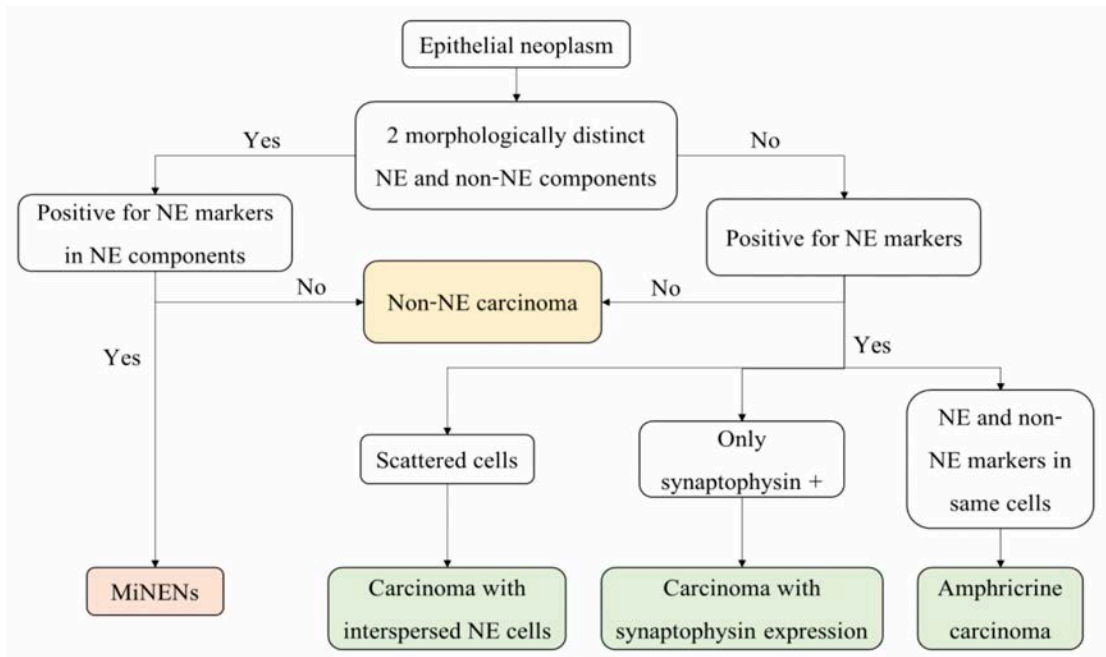 Epithelial neoplasm
Yes
2 morphologically distinct
NE and non-NE components
No
Positive for NE markers
in NE components
Positive for NE markers
No
Non-NE carcinoma
No
Yes
Yes
Scattered cells
Only
synaptophysin +
NE and non-
NE markers in
same cells
MiNENs
Carcinoma with
interspersed NE cells
Carcinoma with
synaptophysin expression
Amphricrine
carcinoma